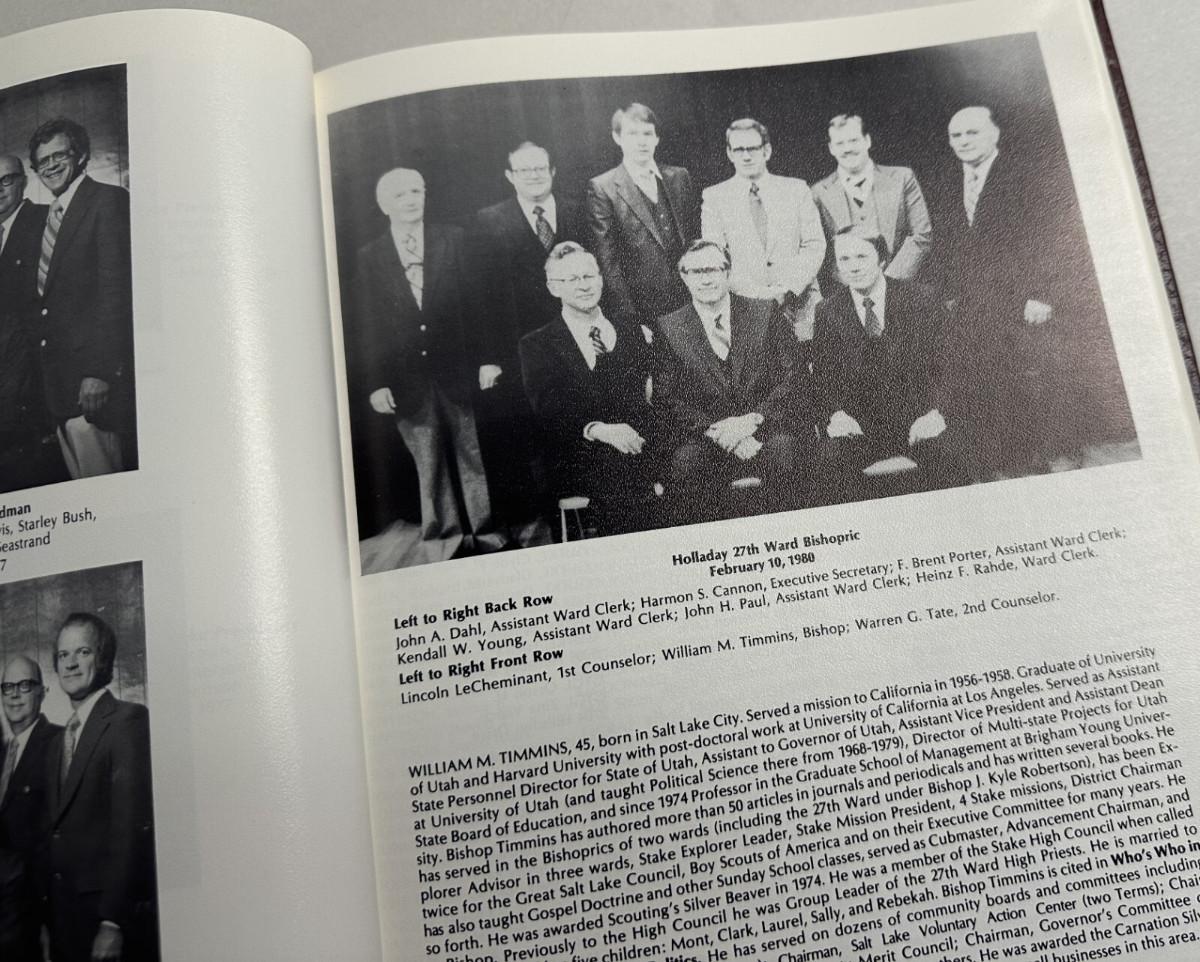 dman
is, Starley Bush,
eastrand
7
Holladay 27th Ward Bishopric
February 10, 1980
Left to Right Back Row
John A. Dahl, Assistant Ward Clerk; Harmon S. Cannon, Executive Secretary; F. Brent Porter, Assistant Ward Clerk;
Kendall W. Young, Assistant Ward Clerk; John H. Paul, Assistant Ward Clerk; Heinz F. Rahde, Ward Clerk.
Left to Right Front Row
Lincoln LeCheminant, 1st Counselor; William M. Timmins, Bishop; Warren G. Tate, 2nd Counselor.
WILLIAM M. TIMMINS, 45, born in Salt Lake City. Served a mission to California in 1956-1958. Graduate of University
of Utah and Harvard University with post-doctoral work at University of California at Los Angeles. Served as Assistant
State Personnel Director for State of Utah, Assistant to Governor of Utah, Assistant Vice President and Assistant Dean
at University of Utah (and taught Political Science there from 1968-1979), Director of Multi-state Projects for Utah
State Board of Education, and since 1974 Professor in the Graduate School of Management at Brigham Young Univer-
sity. Bishop Timmins has authored more than 50 articles in journals and periodicals and has written several books. He
has served in the Bishoprics of two wards (including the 27th Ward under Bishop J. Kyle Robertson), has been Ex-
plorer Advisor in three wards, Stake Explorer Leader, Stake Mission President, 4 Stake missions, District Chairman
twice for the Great Salt Lake Council, Boy Scouts of America and on their Executive Committee for many years. He
has also taught Gospel Doctrine and other Sunday School classes, served as Cubmaster, Advancement Chairman, and
so forth. He was awarded Scouting's Silver Beaver in 1974. He was a member of the Stake High Council when called
Bishop. Previously to the High Council he was Group Leader of the 27th Ward High Priests. He is married to
five children: Mont, Clark, Laurel, Sally, and Rebekah. Bishop Timmins is cited in Who's Who in
Politics. He has served on dozens of community boards and committees including
Chairman, Salt Lake Voluntary Action Center (two Terms); Chai
Merit Council; Chairman, Governor's Committee
thers. He was awarded the Carnation Sil
ll businesses in this area.